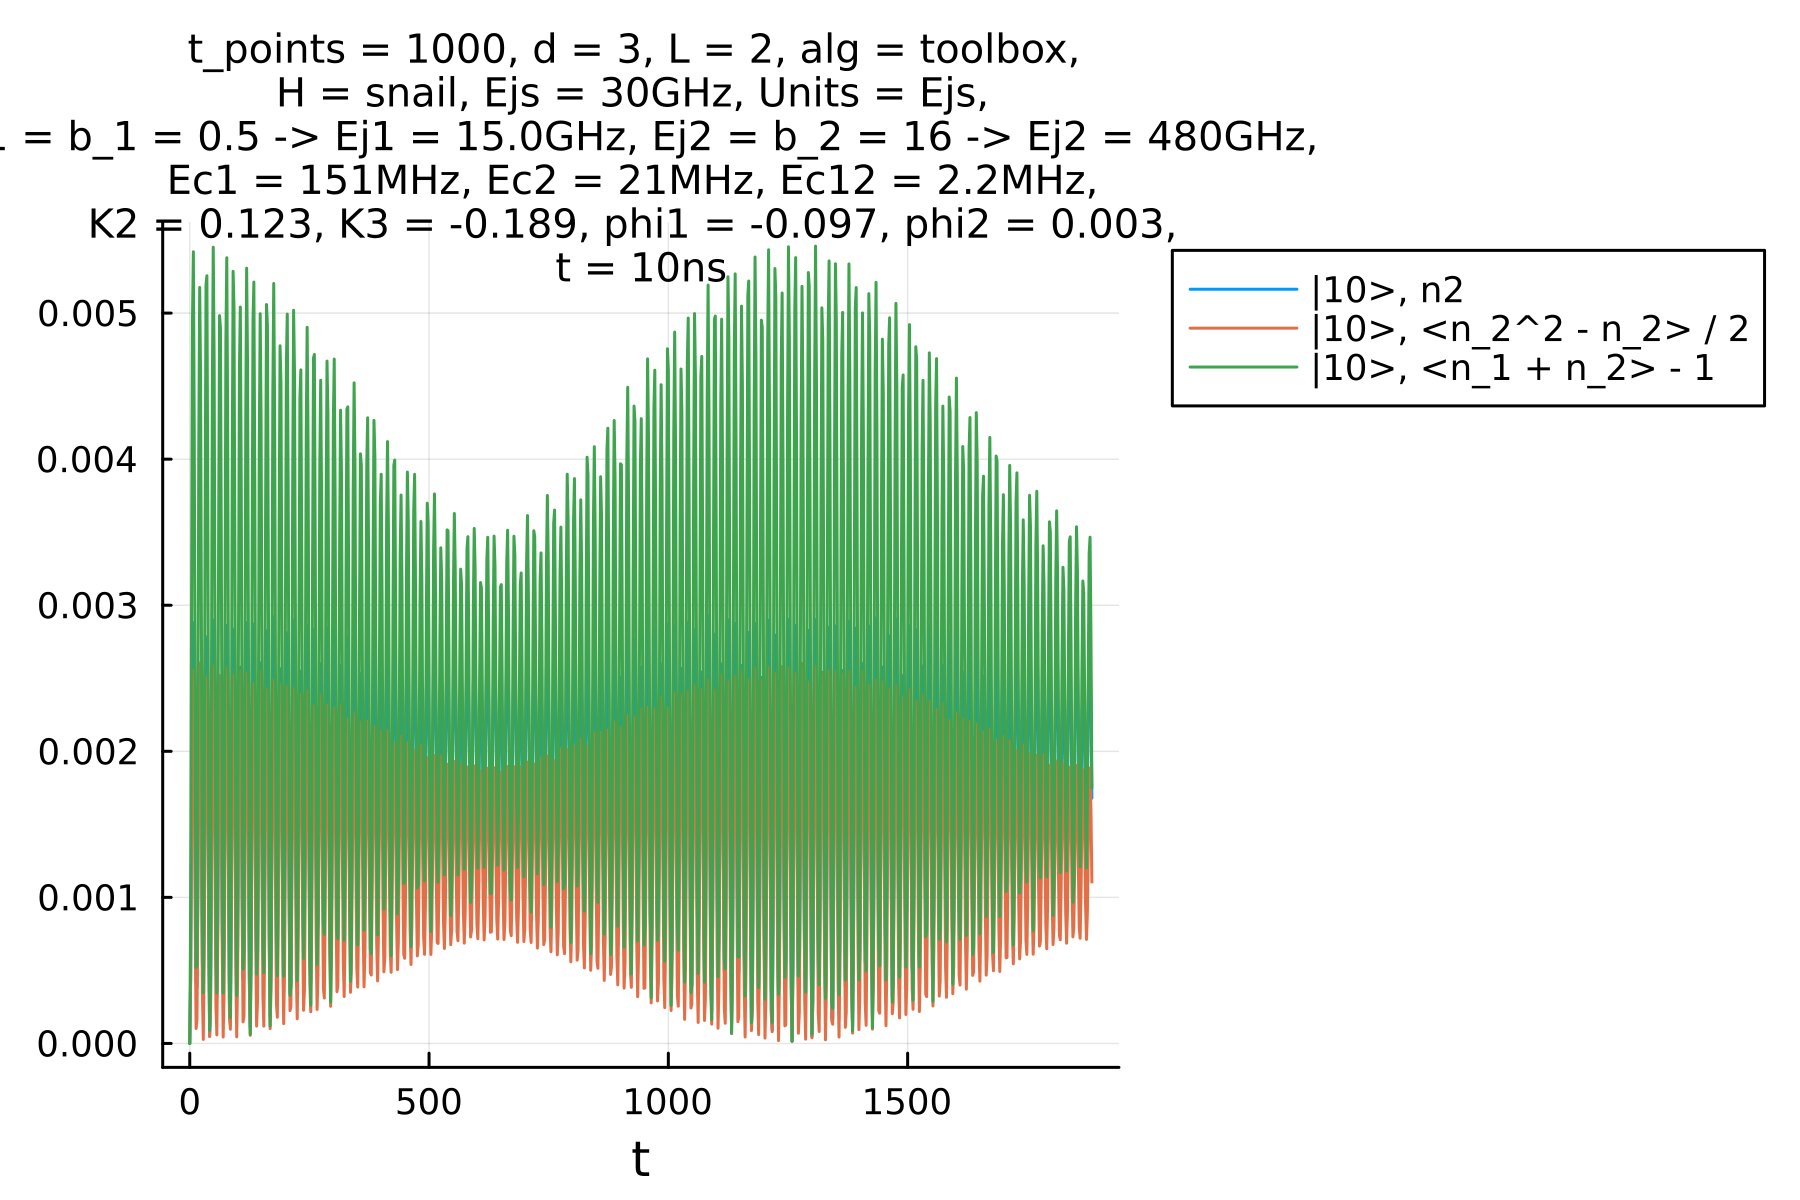 t_points = 1000, d = 3, L = 2, alg = toolbox,
H = snail, Ejs = 30GHz, Units = Ejs,
= b_1 = 0.5 -> Ej1 = 15.0GHz, Ej2 = b_2 = 16 -> Ej2 = 480GHz,
Ec1 = 151MHz, Ec2 = 21MHz, Ec12 = 2.2MHz,
K2 = 0.123, K3 = -0.189, phi1 = -0.097, phi2 = 0.003,
t = 10ns
|10>, n2
|10>, <n_2^2 - n_2> / 2
|10>, <n_1 + n_2> - 1
0.005
0.004
0.003
0.002
0.001
0.000
0 500 1000 1500
t